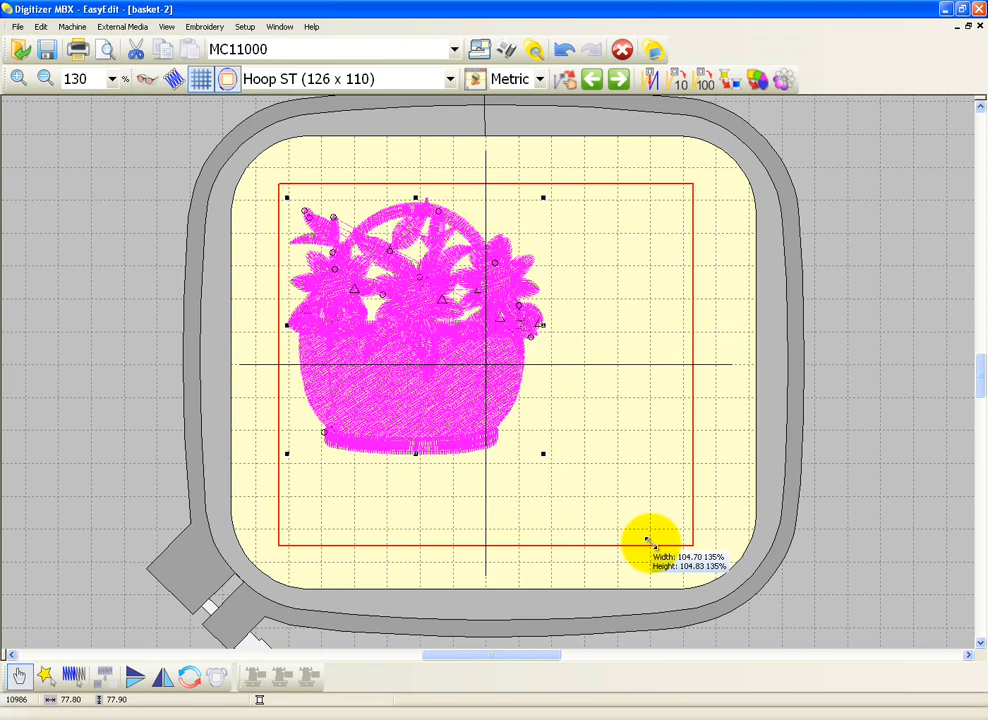 Digitizer MBX - EasyEdit - [basket-2]
File Edit Machine External Media View Embroidery Setup Window Help
MC11000
130 % Hoop ST (126 x 110) Metric 10 100
Width: 104.70 135%
Height: 104.83 135%
10986 77.80 77.90